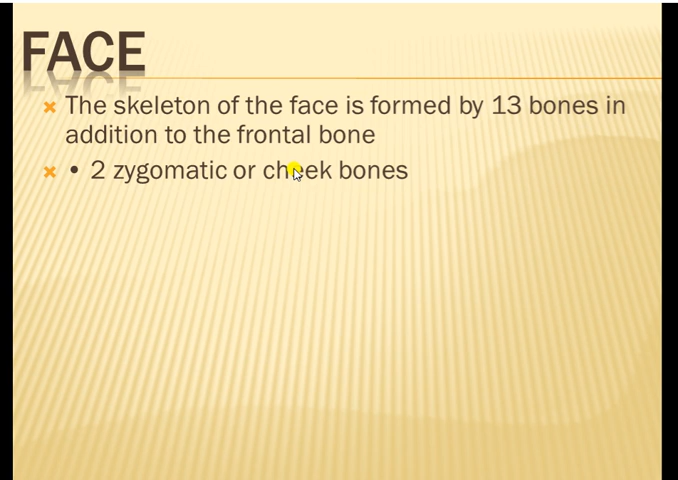 FACE
The skeleton of the face is formed by 13 bones in
addition to the frontal bone
• 2 zygomatic or cheek bones